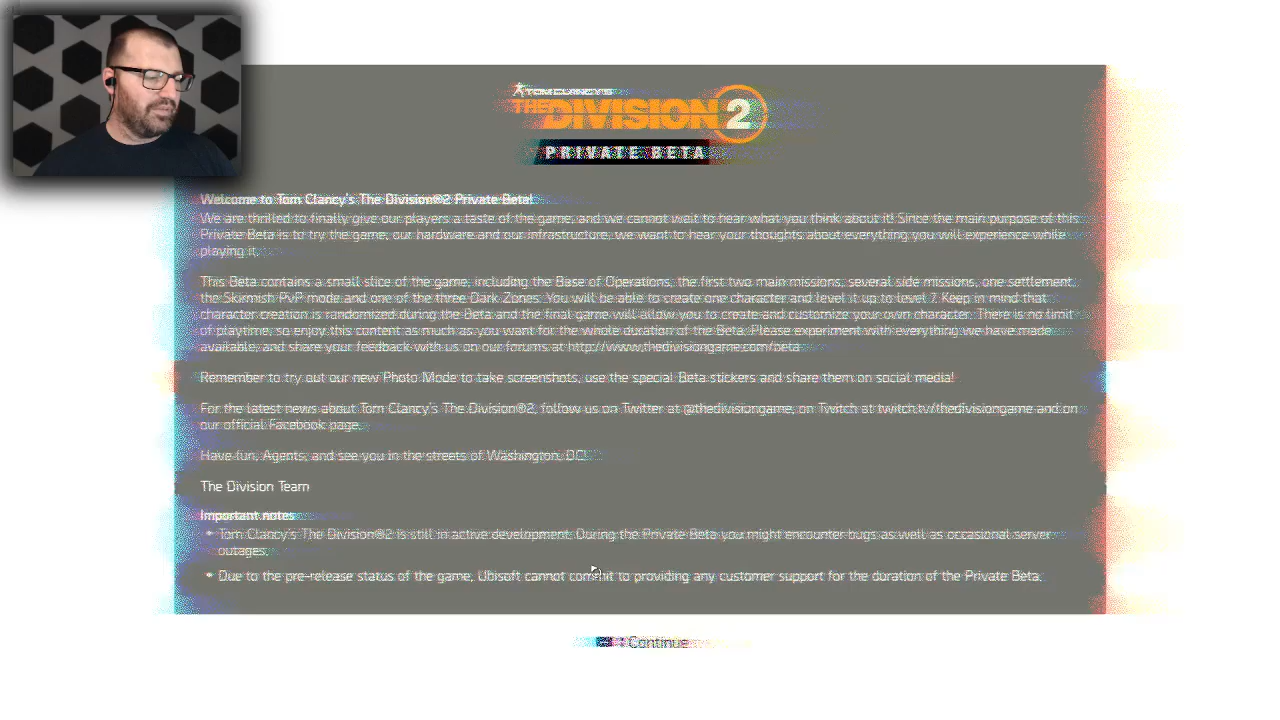 TOM CLANCY'S
THE DIVISION 2
PRIVATE BETA
Welcome to Tom Clancy's The Division®2 Private Beta!
We are thrilled to finally give our players a taste of the game, and we cannot wait to hear what you think about it! Since the main purpose of this
Private Beta is to try the game, our hardware and our infrastructure, we want to hear your thoughts about everything you will experience while
playing it.
This Beta contains a small slice of the game, including the Base of Operations, the first two main missions, several side missions, one settlement,
the Skirmish PvP mode and one of the three Dark Zones. You will be able to create one character and level it up to level 7. Keep in mind that
character creation is randomized during the Beta and the final game will allow you to create and customize your own character. There is no limit
of playtime, so enjoy this content as much as you want for the whole duration of the Beta. Please experiment with everything we have made
available, and share your feedback with us on our forums at http://www.thedivisiongame.com/beta
Remember to try out our new Photo Mode to take screenshots, use the special Beta stickers and share them on social media!
For the latest news about Tom Clancy's The Division®2, follow us on Twitter at @thedivisiongame, on Twitch at twitch.tv/thedivisiongame and on
our official Facebook page.
Have fun, Agents, and see you in the streets of Washington, DC!
The Division Team
Important notes
• Tom Clancy's The Division®2 is still in active development. During the Private Beta you might encounter bugs as well as occasional server
outages.
• Due to the pre-release status of the game, Ubisoft cannot commit to providing any customer support for the duration of the Private Beta.
Continue